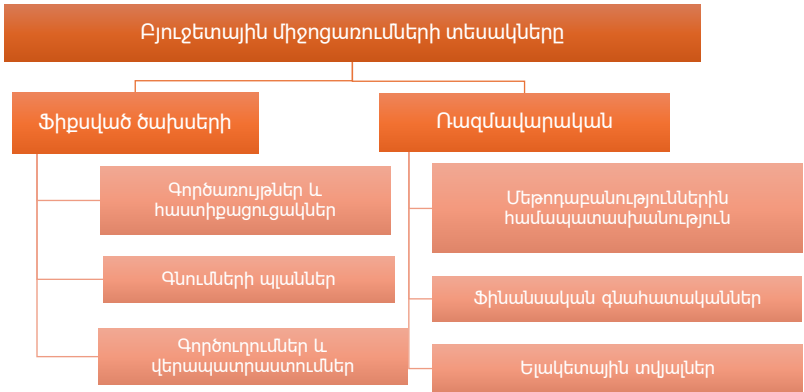 Բյուջետային միջոցառումների տեսակները
Ֆիքսված ծախսերի
Գործառույթներ և
հաստիքացուցակներ
Գնումների պլաններ
Գործուղումներ և
վերապատրաստումներ
Ռազմավարական
Մեթոդաբանություններին
համապատասխանություն
Ֆինանսական գնահատականներ
Ելակետային տվյալներ